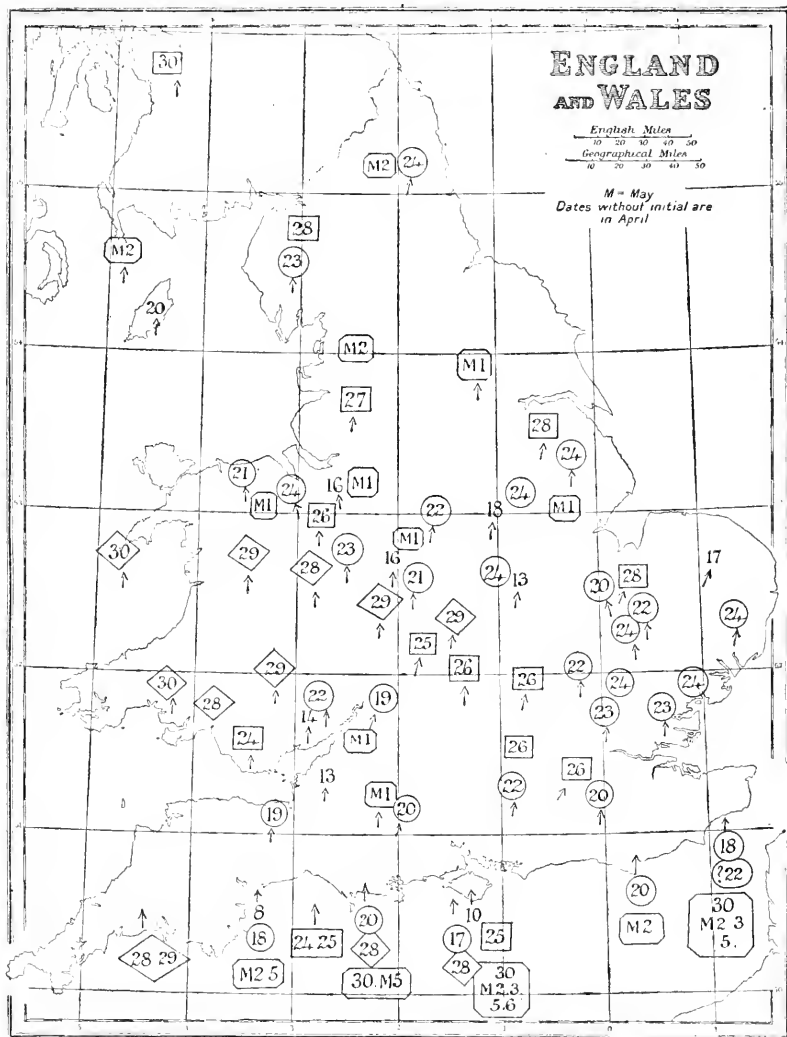 ENGLAND
AND WALES
English Miles
10 20 30 40 50
Geographical Miles
10 20 30 40 50
M = May
Dates without initial are
in April
30
M2 24
28
M2 23
20
M2
M1
27
28
24
21 24 16 M1 24
M1 26 22 18 M1
M1
30 29 28 23 16 24 17
29 21 13 20 28
29 22 24
25 24
29 26 22
30 28 22 19 26 24 24
14 23 23
24 M1 26
13 26
M1 22 20
19 20
18
?22
8 10 20
20 30
18 24 25 17 25 M2 M2 3
28 5.
28 29 28
M2 5 30. M5 30
M2.3.
5.6